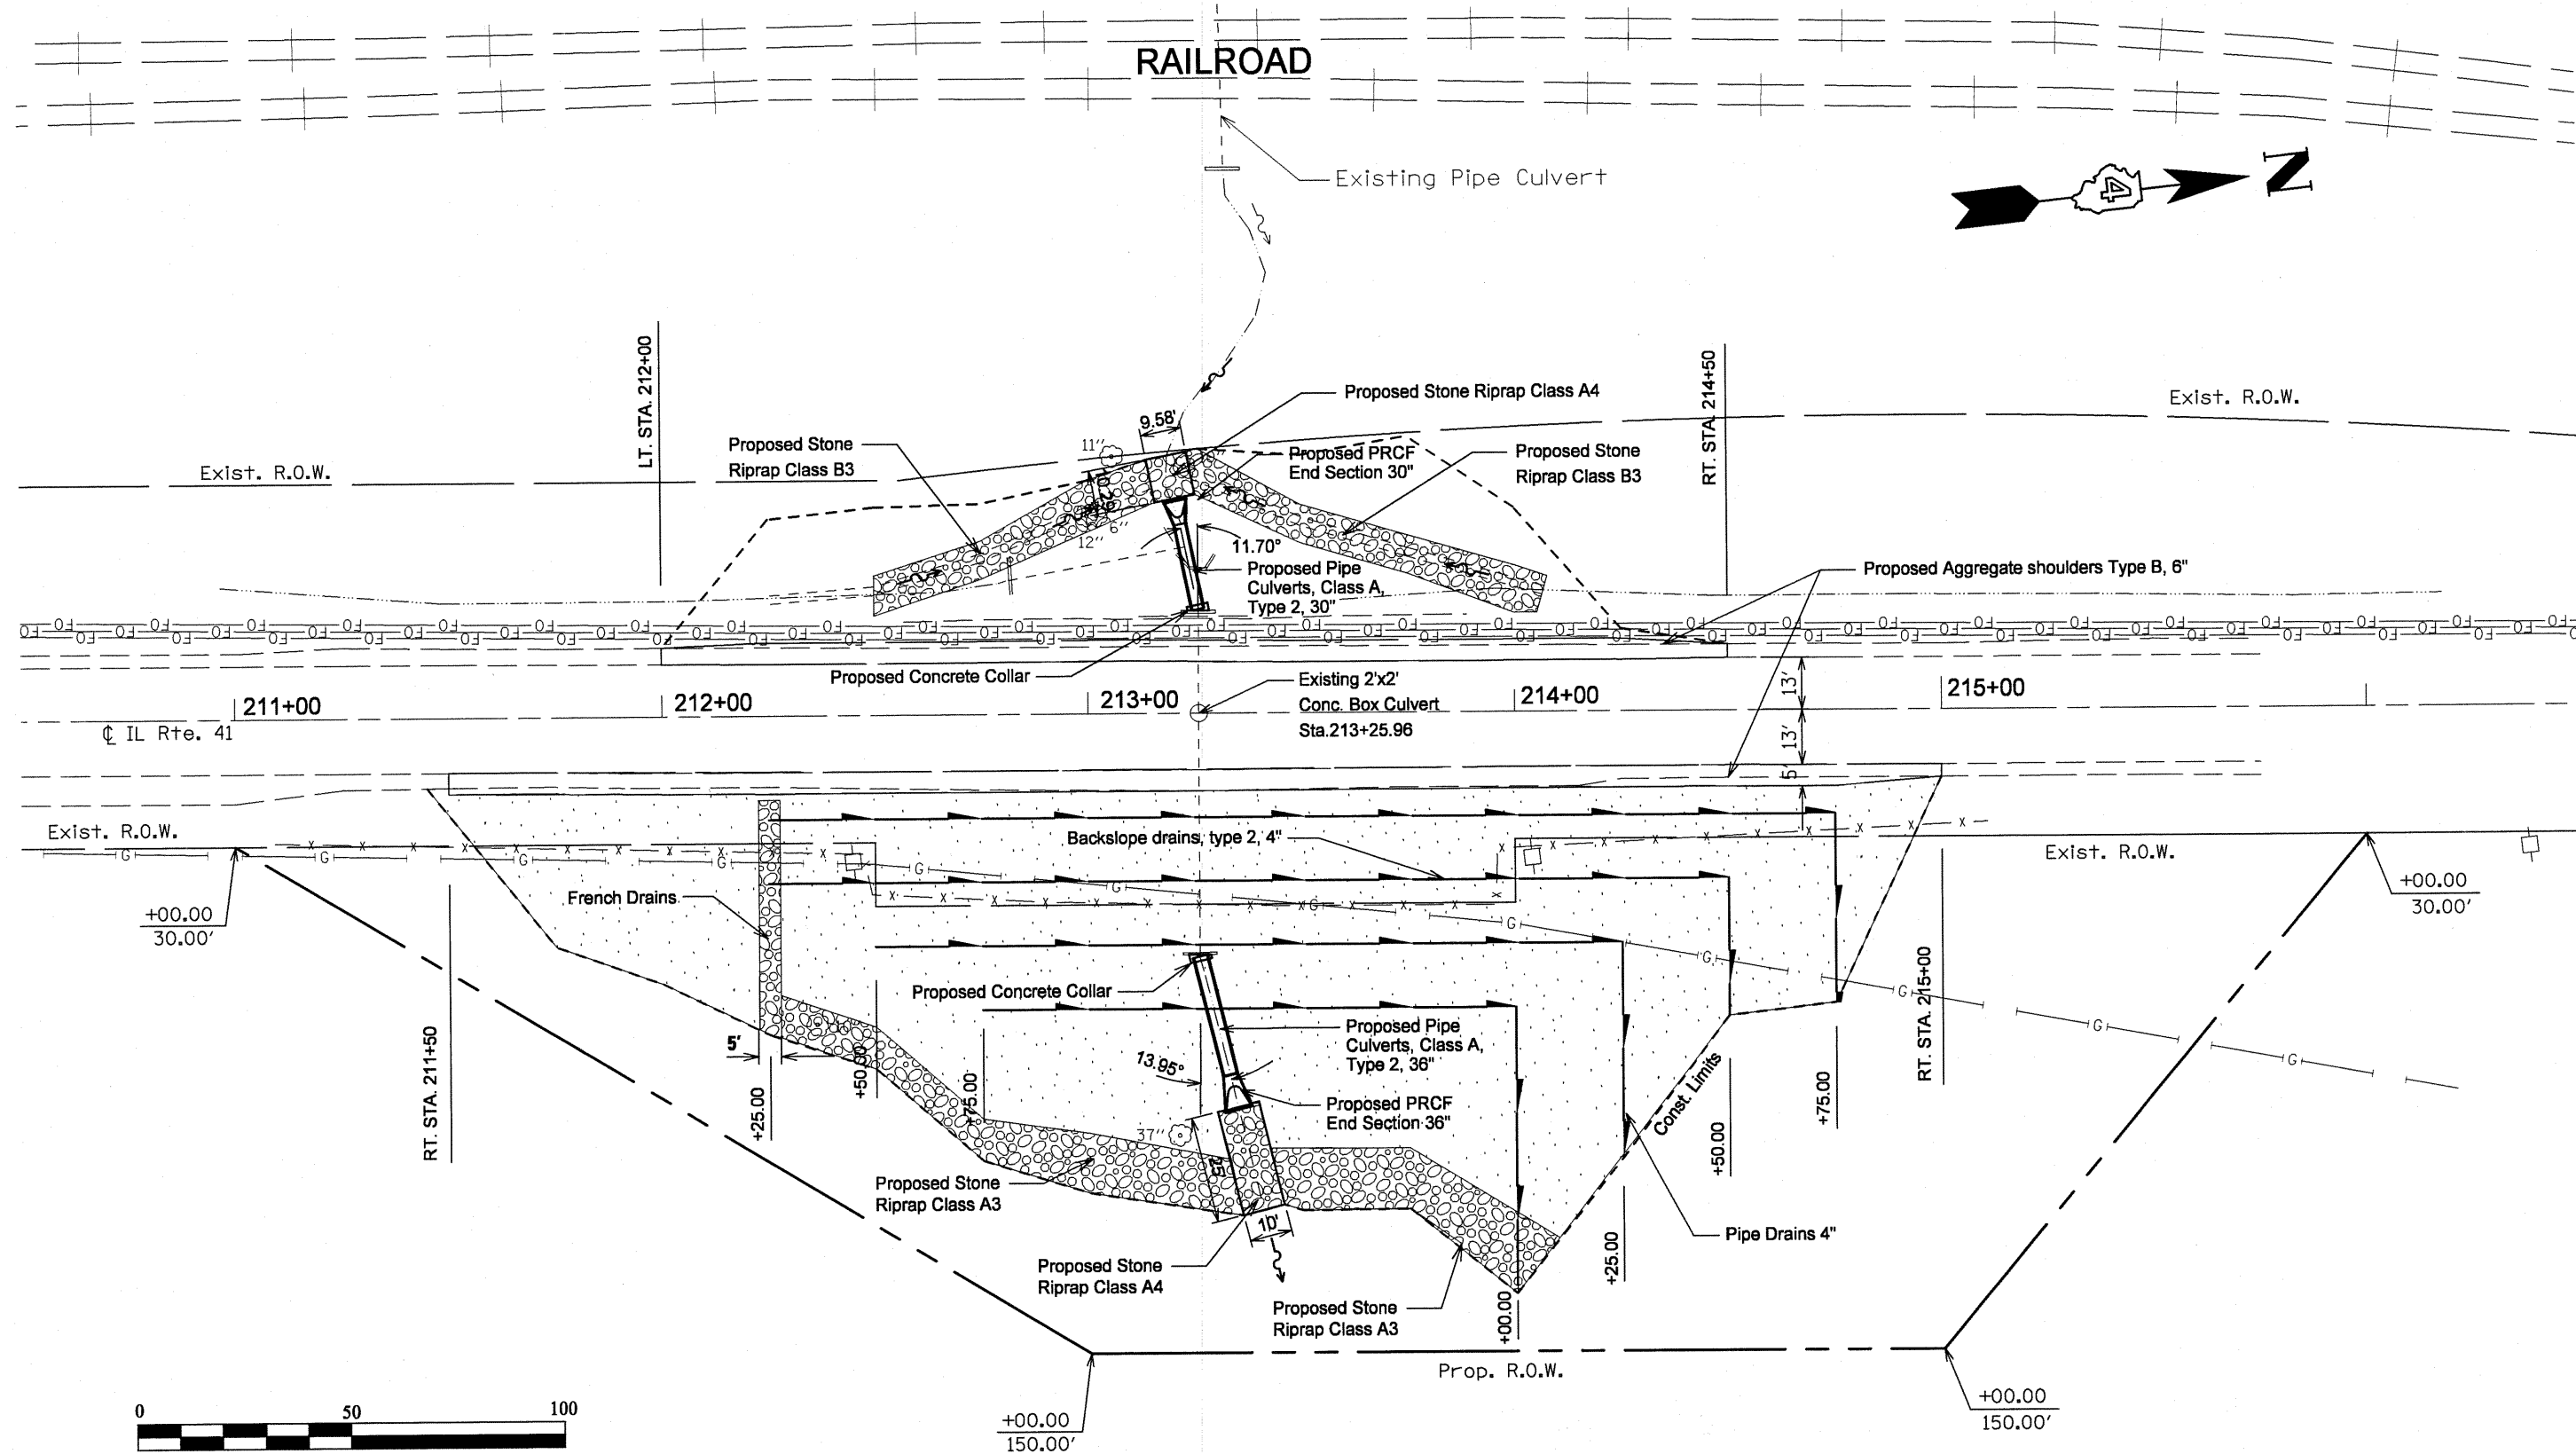 RAILROAD
Existing Pipe Culvert
4
N
LT. STA. 212+00
RT. STA. 214+50
Proposed Stone Riprap Class A4
Exist. R.O.W.
9.58'
11''
Proposed Stone
Riprap Class B3
Proposed PRCF
End Section 30"
Proposed Stone
Riprap Class B3
Exist. R.O.W.
12''
6''
11.70°
Proposed Pipe
Culverts, Class A,
Type 2, 30"
Proposed Aggregate shoulders Type B, 6"
FO
Proposed Concrete Collar
Existing 2'x2'
Conc. Box Culvert
Sta.213+25.96
13'
13'
5'
211+00
212+00
213+00
214+00
215+00
℄ IL Rte. 41
Exist. R.O.W.
Backslope drains, type 2, 4"
Exist. R.O.W.
G
X
French Drains
+00.00
30.00'
+00.00
30.00'
Proposed Concrete Collar
Proposed Pipe
Culverts, Class A,
Type 2, 36"
13.95°
Proposed PRCF
End Section 36"
5'
RT. STA. 211+50
+25.00
+50.00
+75.00
37''
25'
10'
Const. Limits
+75.00
+50.00
+25.00
+00.00
RT. STA. 215+00
Proposed Stone
Riprap Class A3
Proposed Stone
Riprap Class A4
Proposed Stone
Riprap Class A3
Pipe Drains 4"
Prop. R.O.W.
0 50 100
+00.00
150.00'
+00.00
150.00'